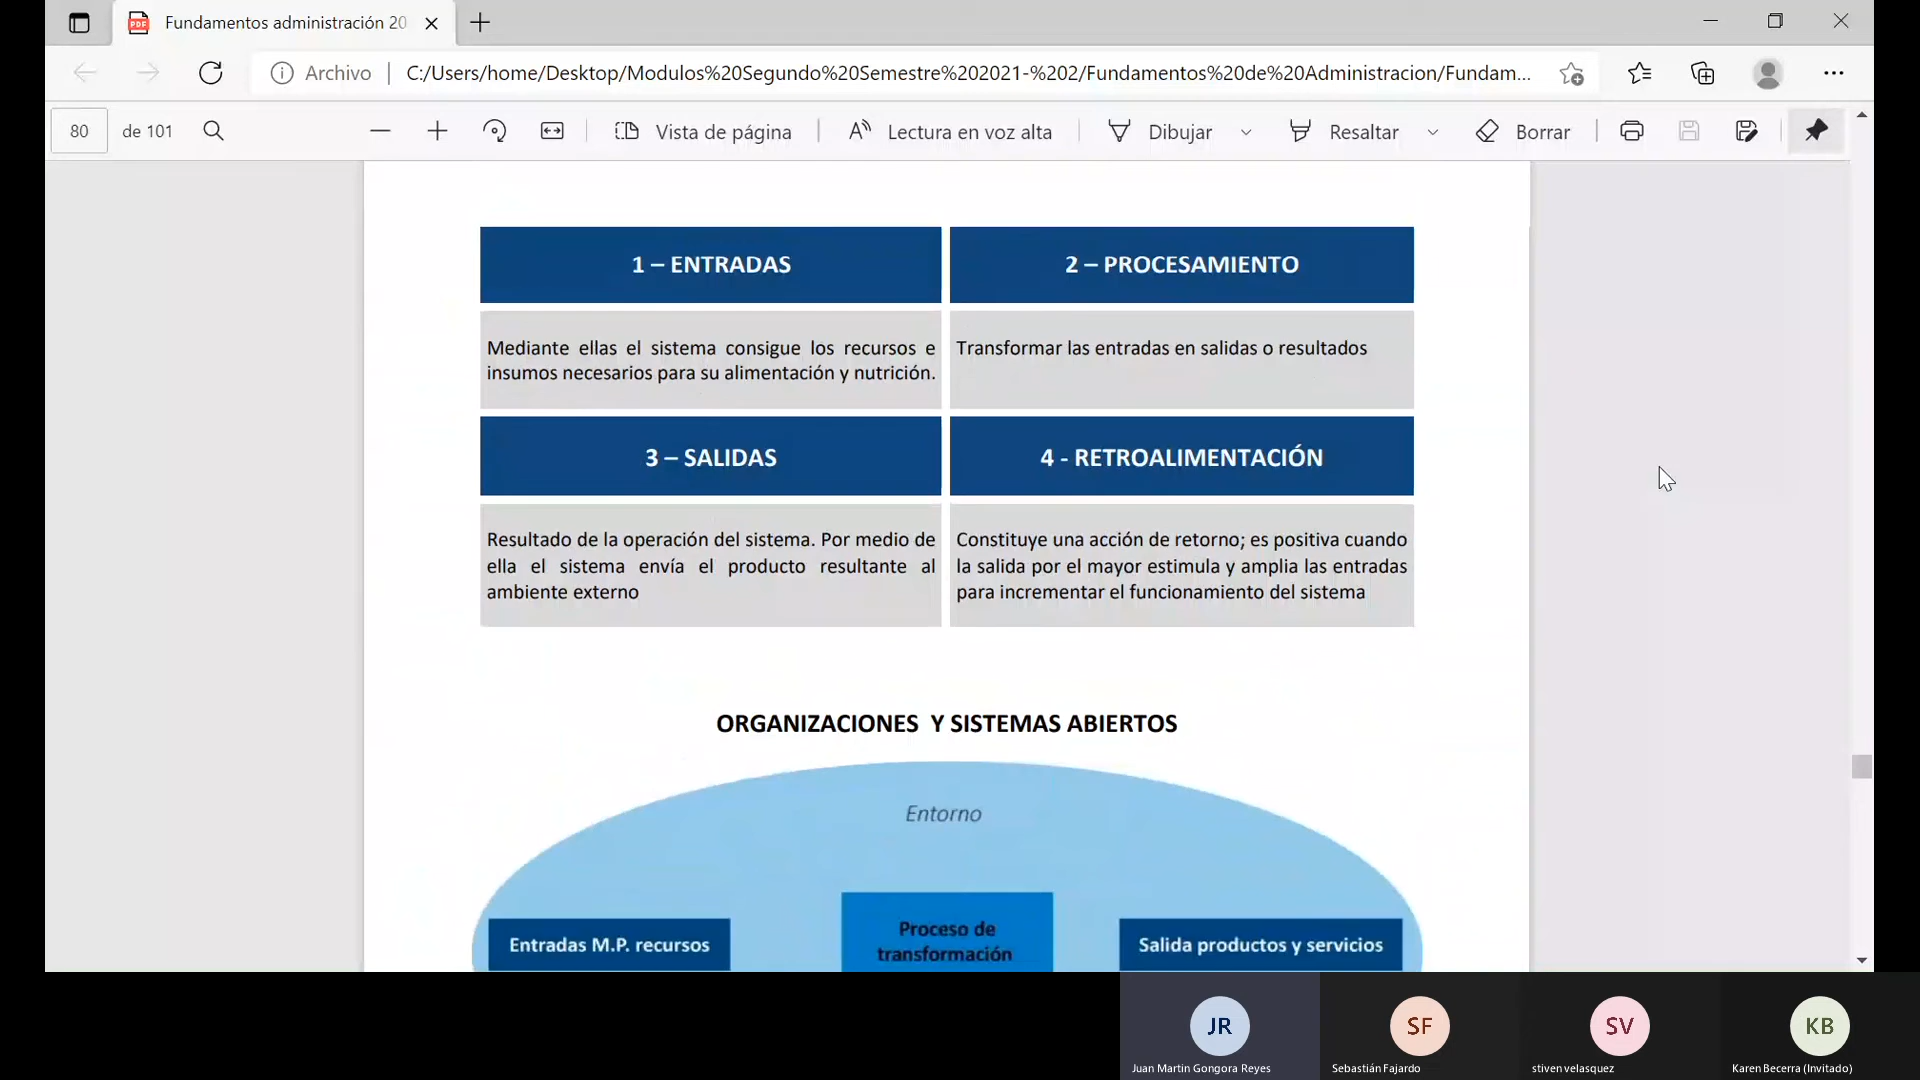 Fundamentos administración 20
Archivo | C:/Users/home/Desktop/Modulos%20Segundo%20Semestre%202021-%202/Fundamentos%20de%20Administracion/Fundam...
80 de 101 Vista de página Lectura en voz alta Dibujar Resaltar Borrar
1 – ENTRADAS
2 – PROCESAMIENTO
Mediante ellas el sistema consigue los recursos e
insumos necesarios para su alimentación y nutrición.
Transformar las entradas en salidas o resultados
3 – SALIDAS
4 - RETROALIMENTACIÓN
Resultado de la operación del sistema. Por medio de
ella el sistema envía el producto resultante al
ambiente externo
Constituye una acción de retorno; es positiva cuando
la salida por el mayor estimula y amplia las entradas
para incrementar el funcionamiento del sistema
ORGANIZACIONES Y SISTEMAS ABIERTOS
Entorno
Entradas M.P. recursos
Proceso de
transformación
Salida productos y servicios
JR
SF
SV
KB
Juan Martin Gongora Reyes
Sebastián Fajardo
stiven velasquez
Karen Becerra (Invitado)